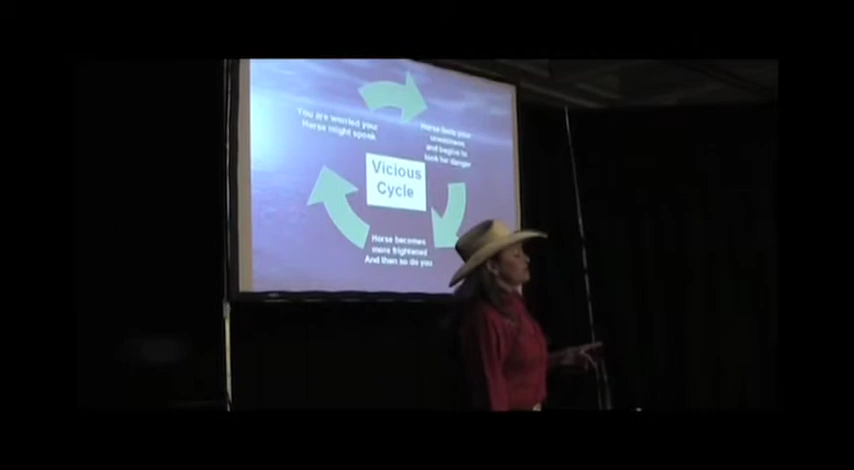 You are worried your
Horse might spook
Horse feels your
uneasiness
and begins to
look for danger
Vicious
Cycle
Horse becomes
more frightened
And then so do you